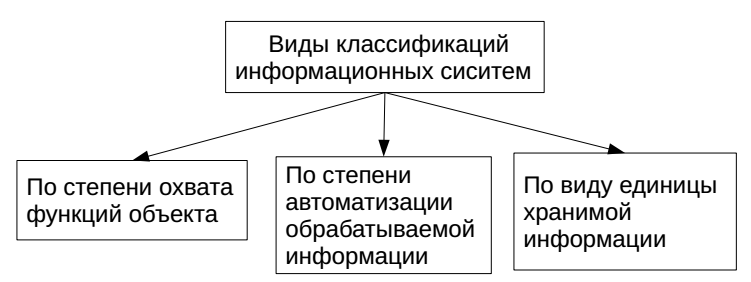 Виды классификаций
информационных сиситем
По степени охвата
функций объекта
По степени
автоматизации
обрабатываемой
информации
По виду единицы
хранимой
информации